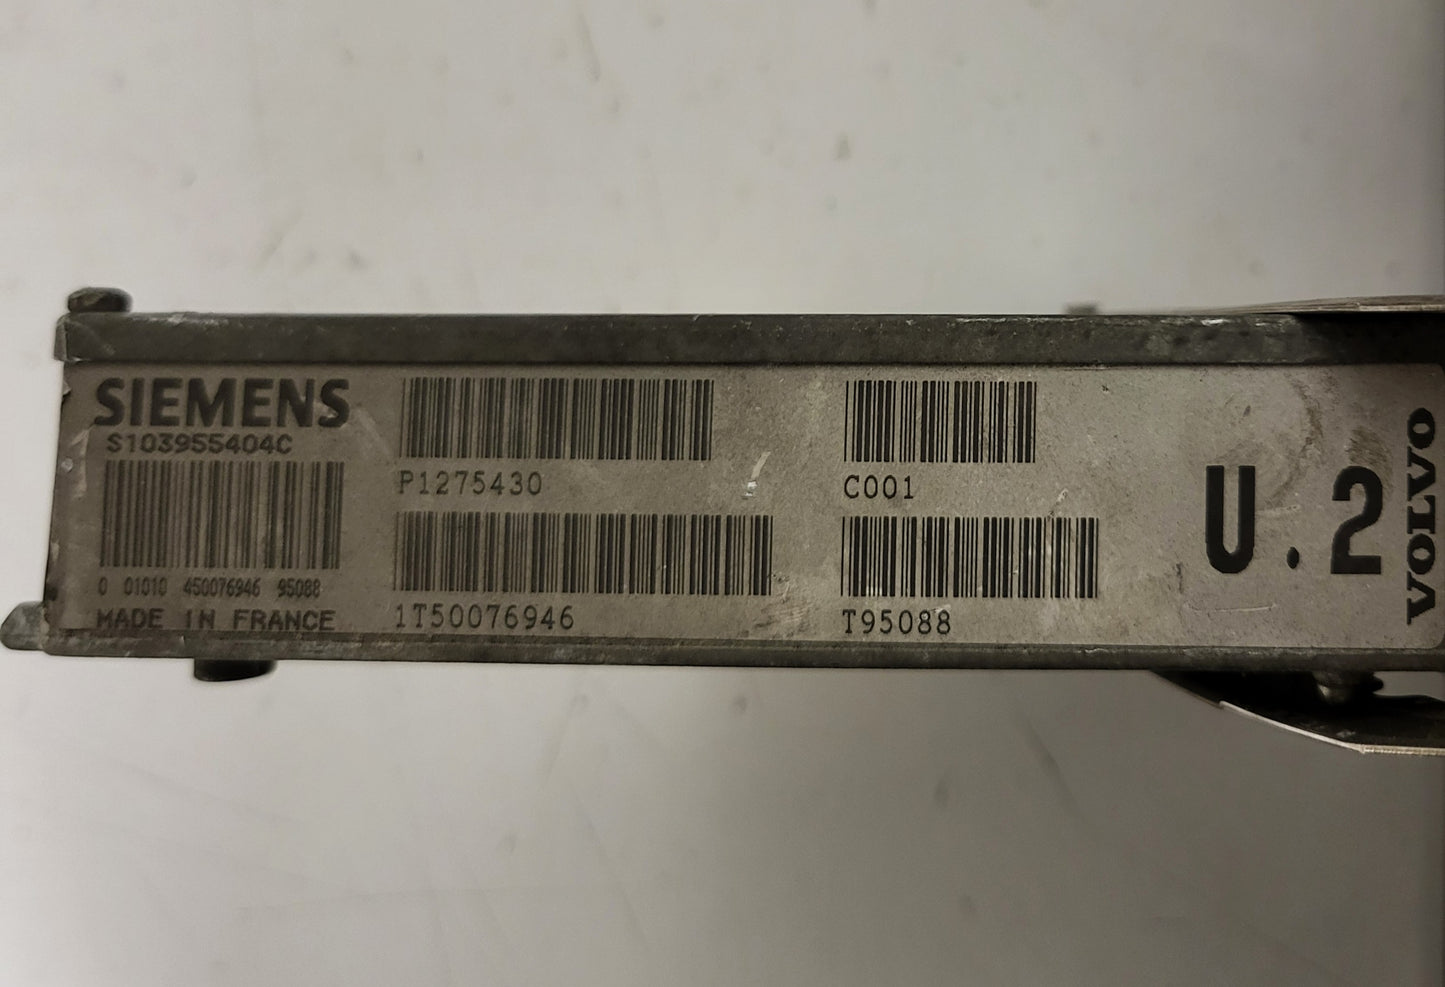 SIEMENS
S103955404C
0 01010 450076946 95088
MADE IN FRANCE
P1275430
1T50076946
C001
T95088
U.2
VOLVO